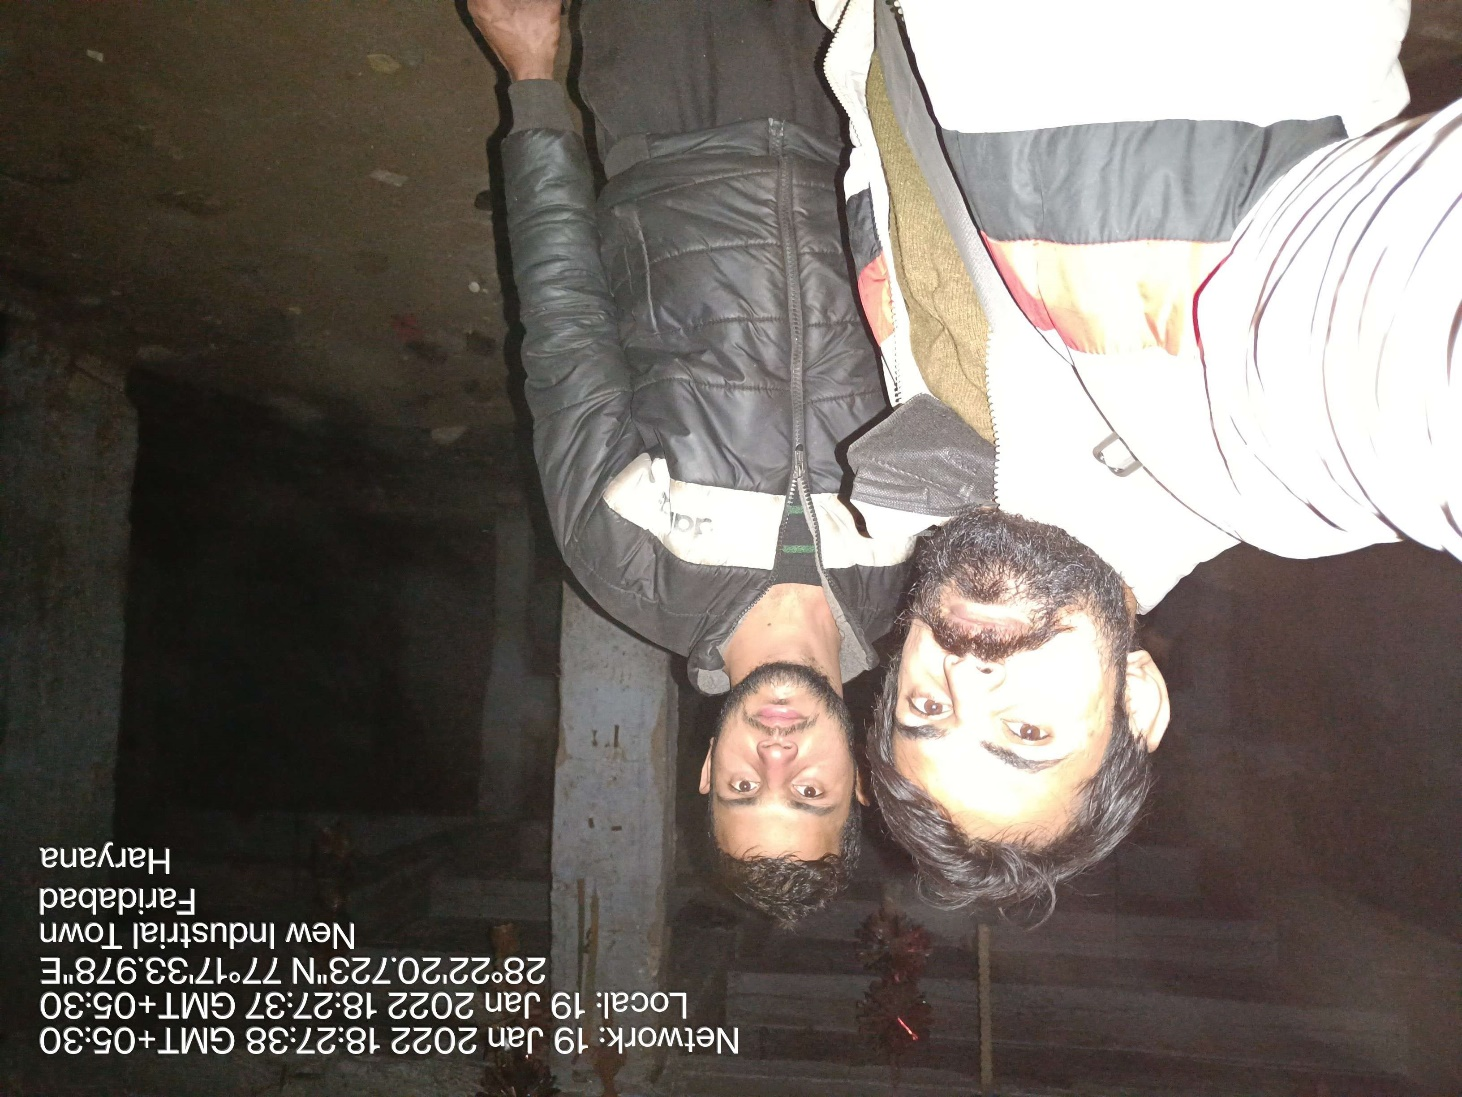 Network: 19 Jan 2022 18:27:38 GMT+05:30
Local: 19 Jan 2022 18:27:37 GMT+05:30
28°22'20.723"N 77°17'33.978"E
New Industrial Town
Faridabad
Haryana